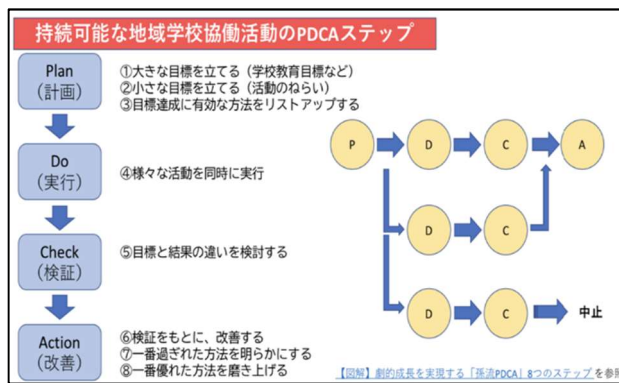 持続可能な地域学校協働活動のPDCAステップ
Plan
(計画)
①大きな目標を立てる（学校教育目標など）
②小さな目標を立てる（活動のねらい）
③目標達成に有効な方法をリストアップする
Do
(実行)
④様々な活動を同時に実行
Check
(検証)
⑤目標と結果の違いを検討する
Action
(改善)
⑥検証をもとに、改善する
⑦一番過ぎれた方法を明らかにする
⑧一番優れた方法を磨き上げる
P
D
C
A
D
C
D
C
中止
【図解】劇的成長を実現する「孫流PDCA」8つのステップ を参照